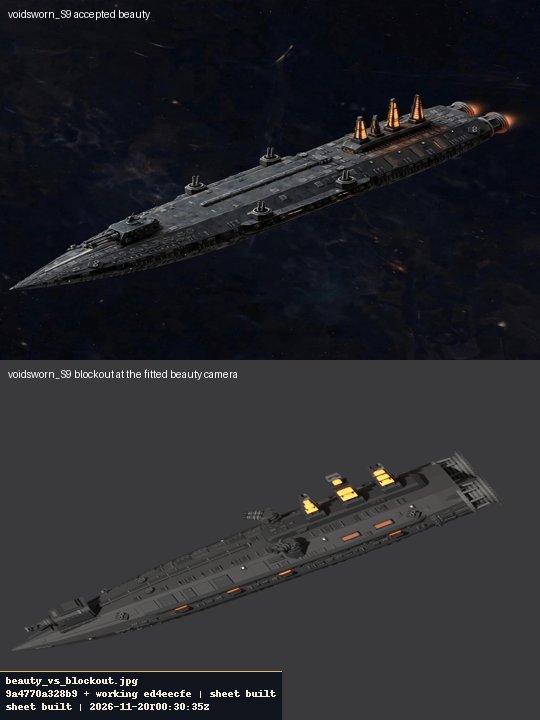 voidsworn_S9 accepted beauty
voidsworn_S9 blockout at the fitted beauty camera
beauty_vs_blockout.jpg
9a4770a328b9 + working ed4eecfe | sheet built
sheet built | 2026-11-20T00:30:35Z